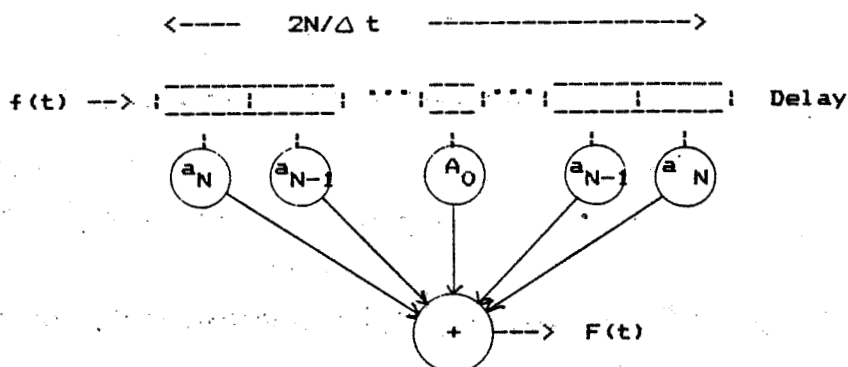 <---- 2N/Δ t ---->
f(t) --> ... ... Delay
a_N a_N-1 A_0 a_N-1 a_N
+ ---> F(t)